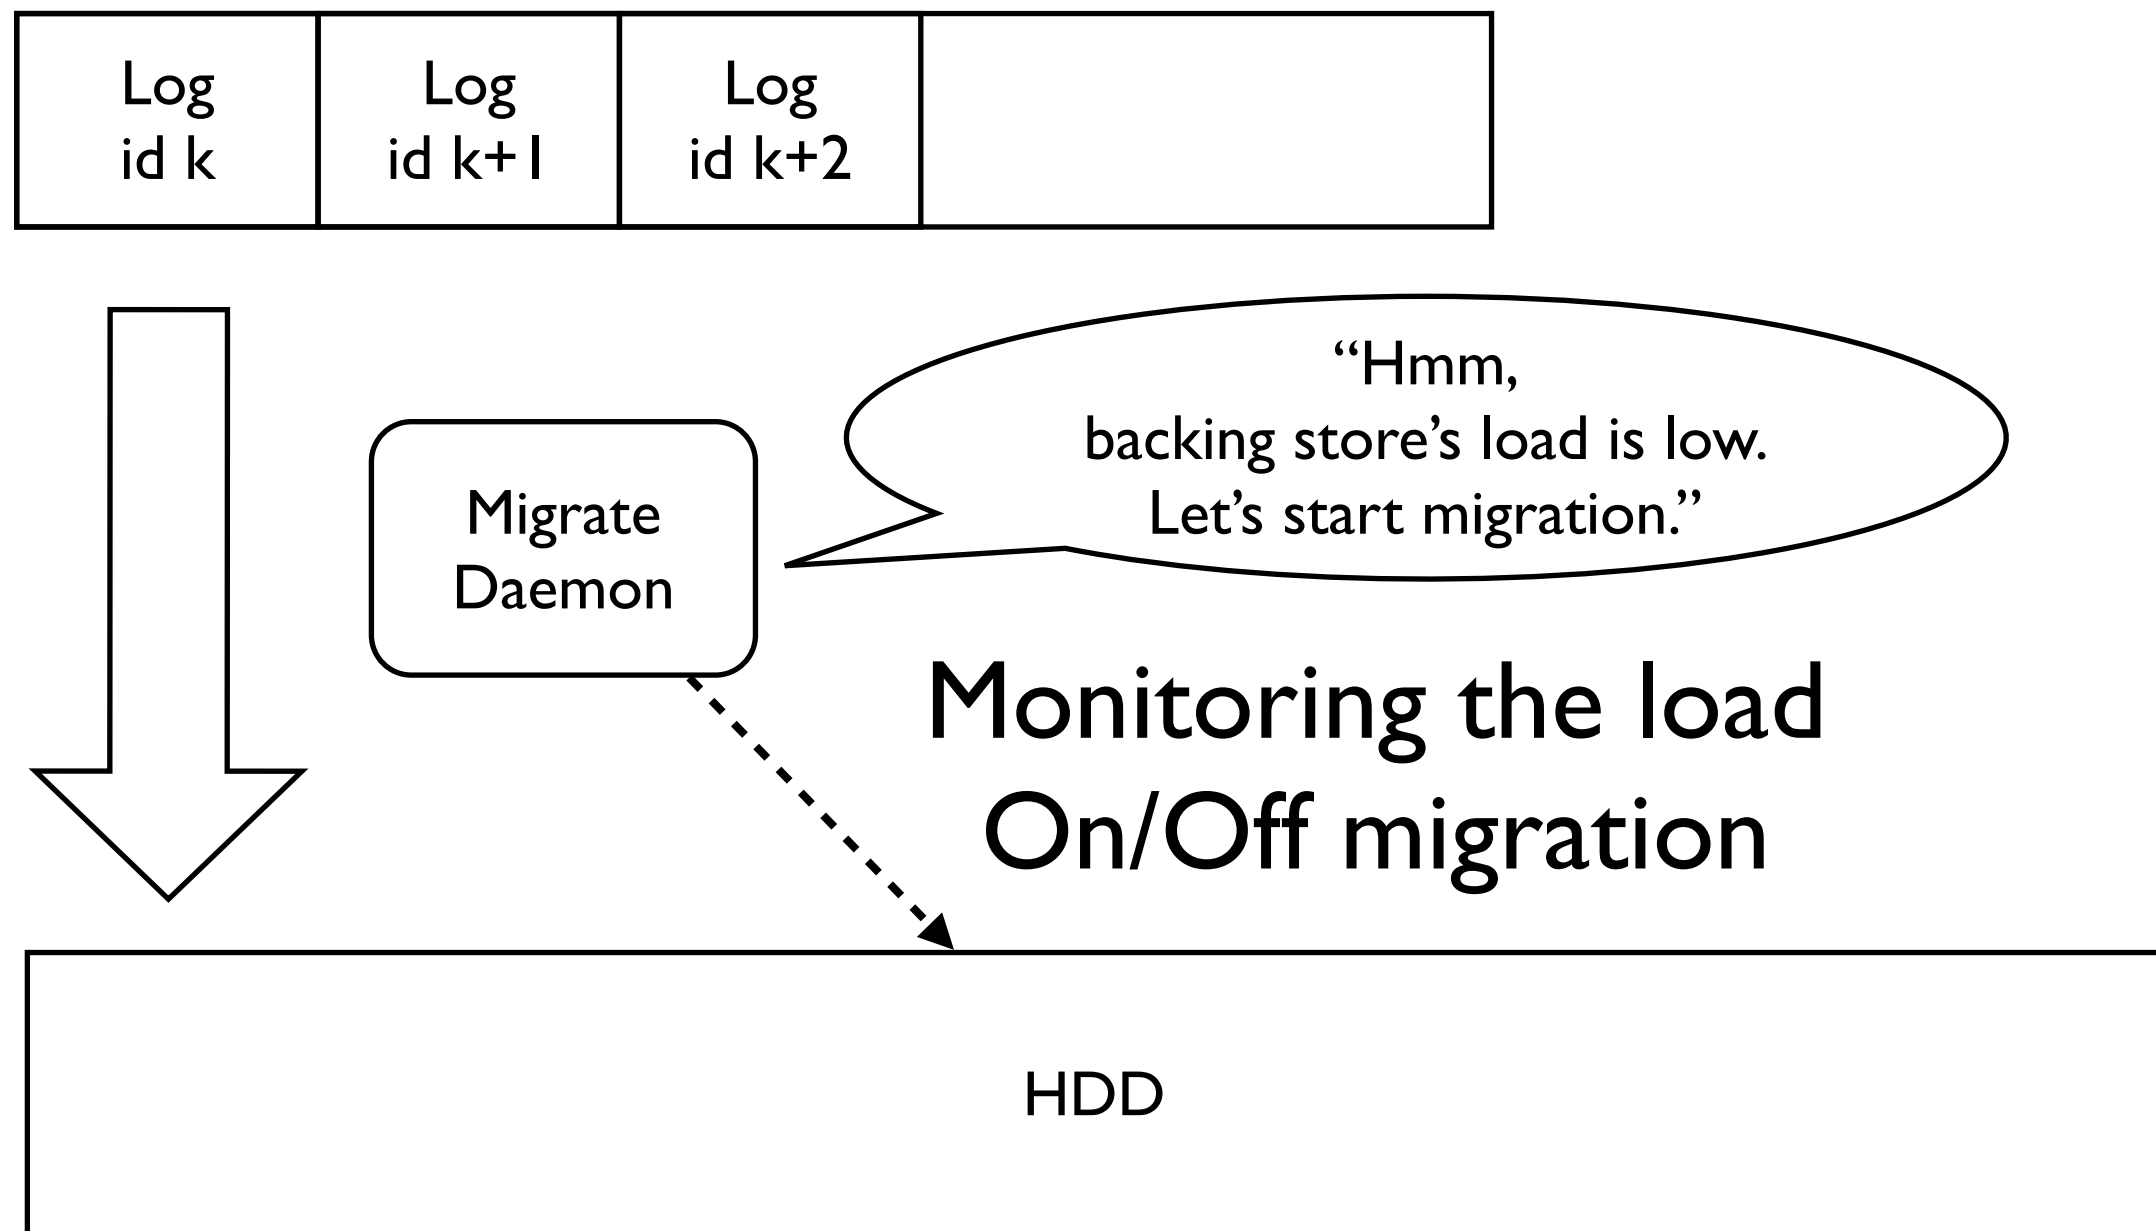 Log
id k
Log
id k+1
Log
id k+2
“Hmm,
backing store’s load is low.
Let’s start migration.”
Migrate
Daemon
Monitoring the load
On/Off migration
HDD